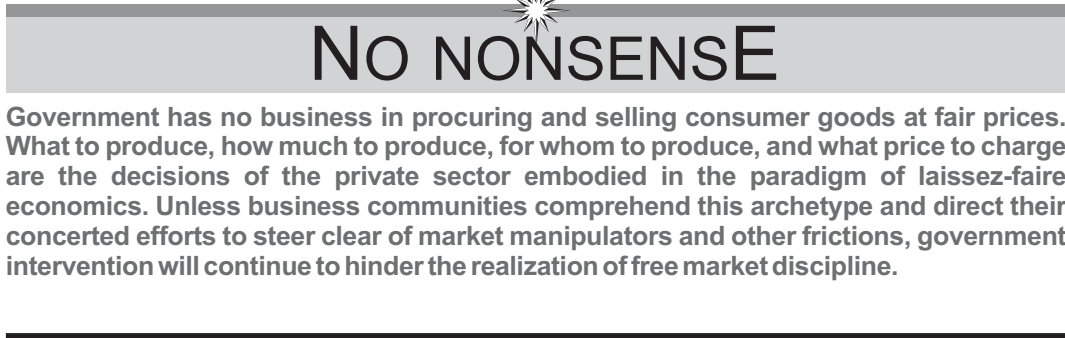 NO NONSENSE
Government has no business in procuring and selling consumer goods at fair prices.
What to produce, how much to produce, for whom to produce, and what price to charge
are the decisions of the private sector embodied in the paradigm of laissez-faire
economics. Unless business communities comprehend this archetype and direct their
concerted efforts to steer clear of market manipulators and other frictions, government
intervention will continue to hinder the realization of free market discipline.